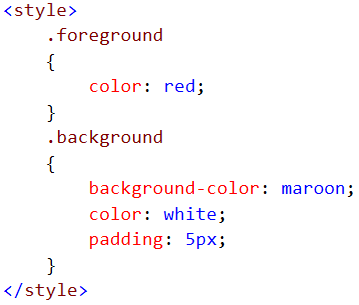 <style>
    .foreground
    {
        color: red;
    }
    .background
    {
        background-color: maroon;
        color: white;
        padding: 5px;
    }
</style>